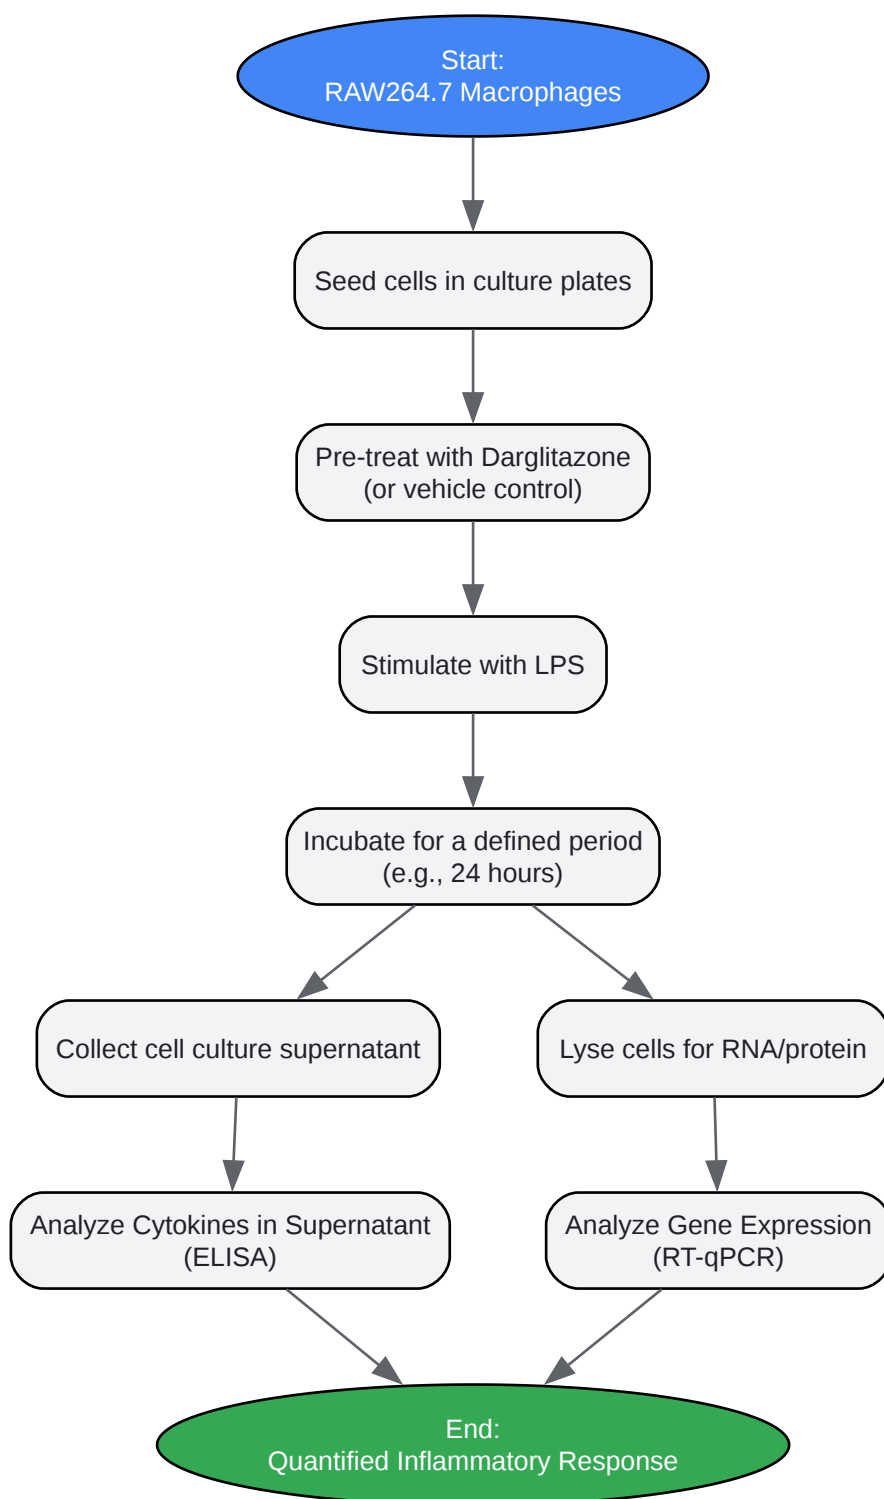 Start:
RAW264.7 Macrophages
Seed cells in culture plates
Pre-treat with Darglitazone
(or vehicle control)
Stimulate with LPS
Incubate for a defined period
(e.g., 24 hours)
Collect cell culture supernatant
Lyse cells for RNA/protein
Analyze Cytokines in Supernatant
(ELISA)
Analyze Gene Expression
(RT-qPCR)
End:
Quantified Inflammatory Response